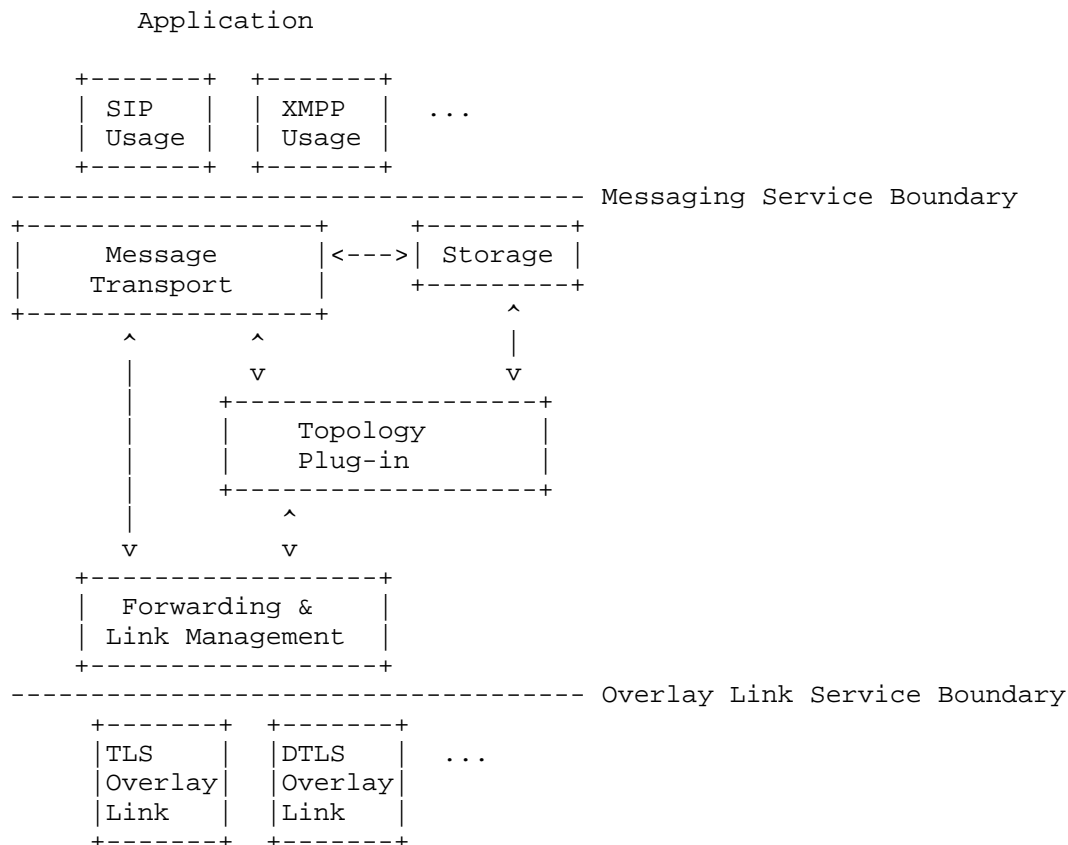 Application
SIP XMPP ...
Usage Usage
Messaging Service Boundary
Message <---> Storage
Transport
Topology
Plug-in
Forwarding &
Link Management
Overlay Link Service Boundary
TLS DTLS ...
Overlay Overlay
Link Link